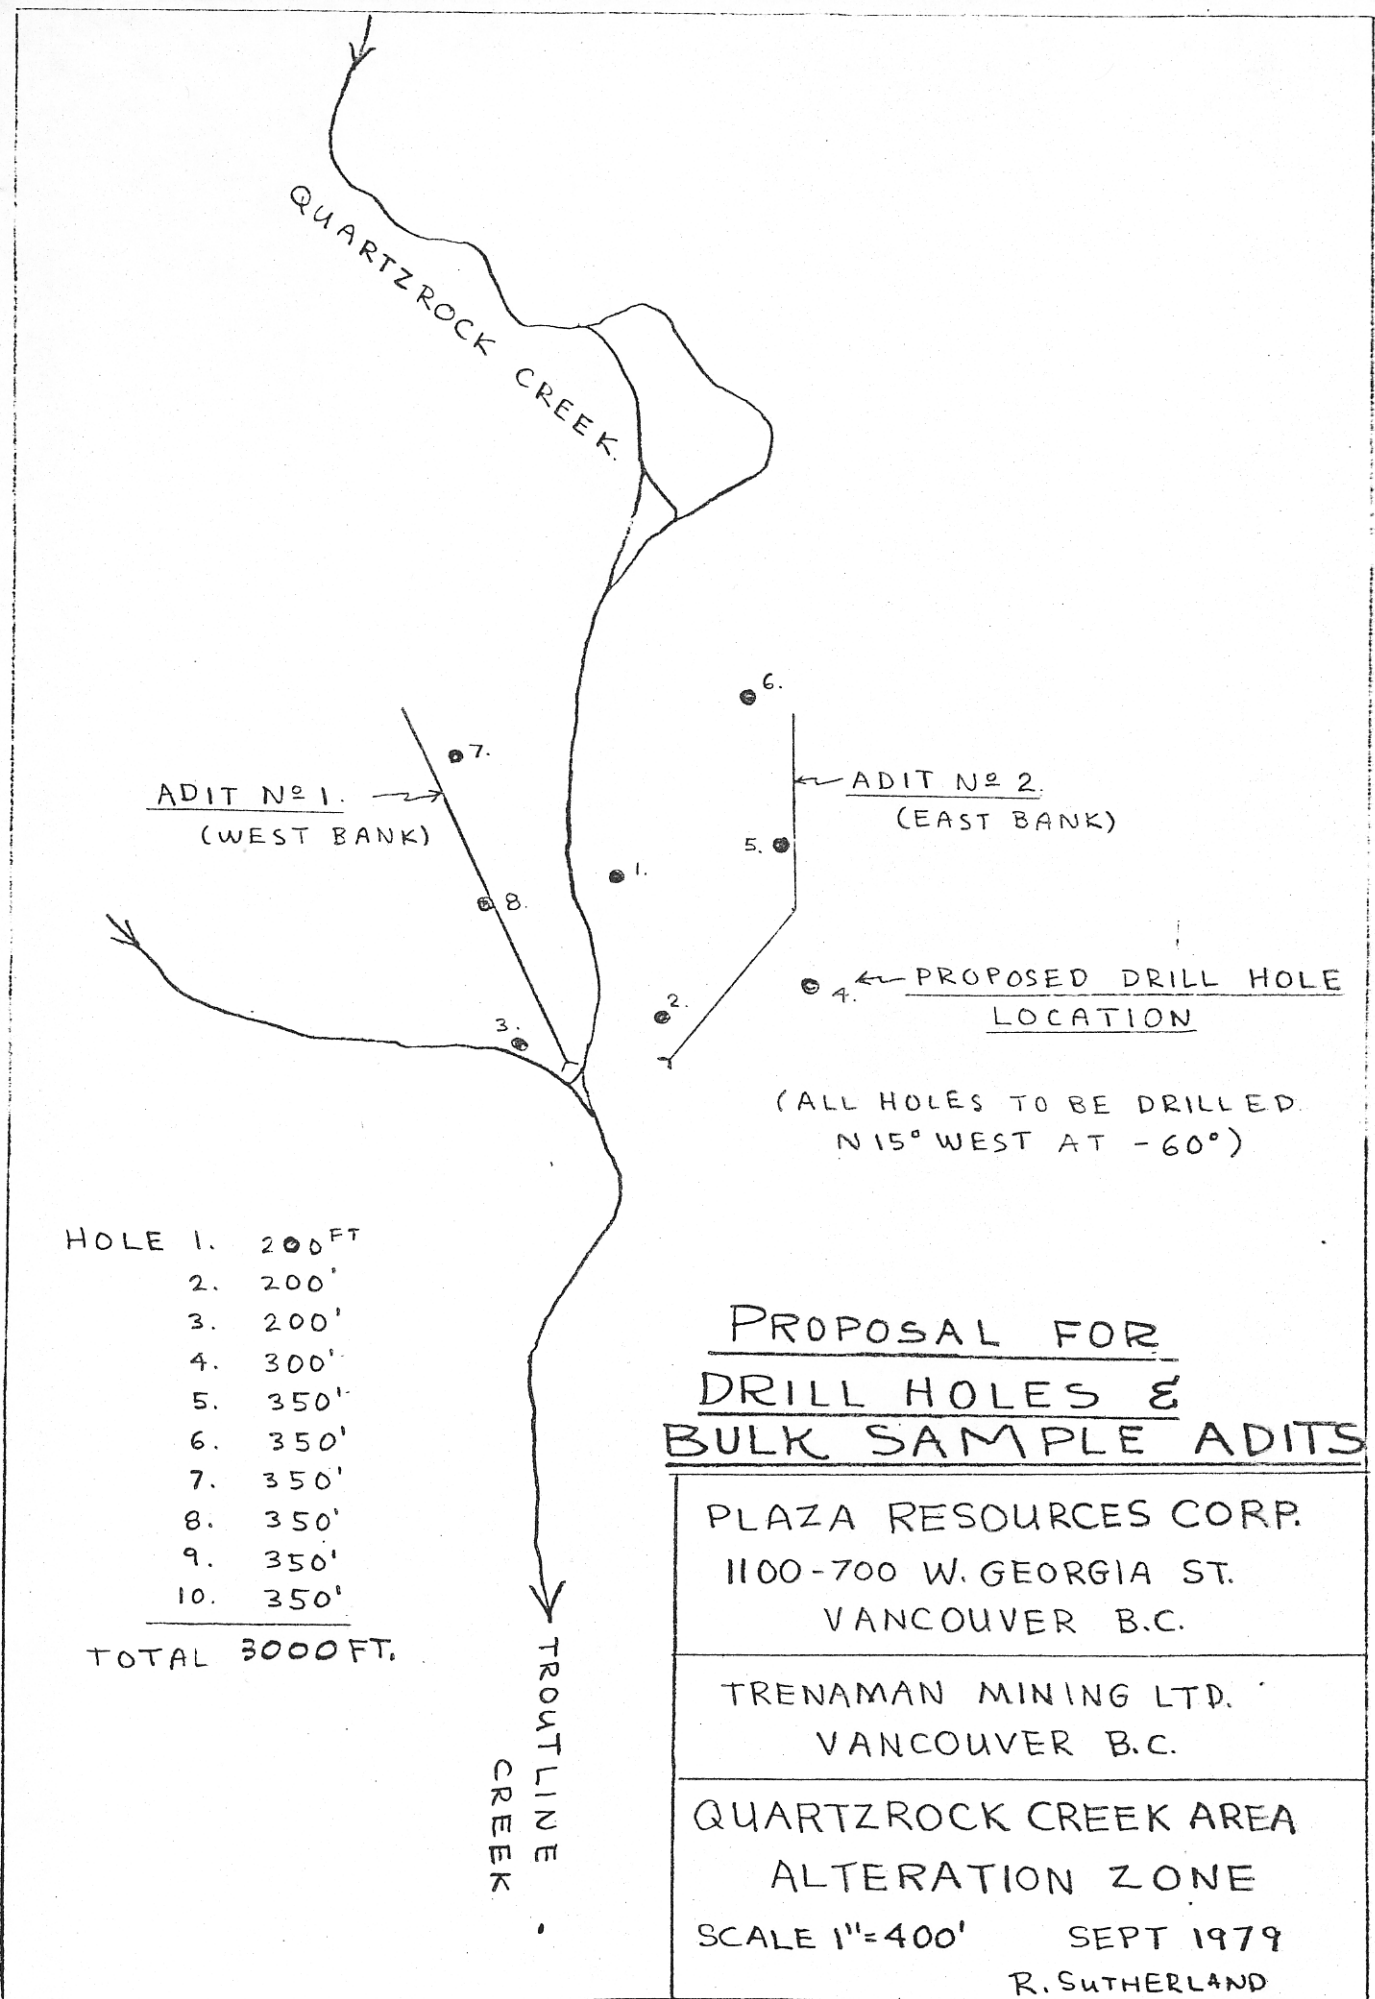 QUARTZROCK CREEK.
6.
7.
ADIT Nº 1.
(WEST BANK)
ADIT Nº 2.
(EAST BANK)
5.
1.
8.
4.
PROPOSED DRILL HOLE
LOCATION
2.
3.
(ALL HOLES TO BE DRILLED
N 15° WEST AT -60°)
HOLE 1. 200 FT
2. 200'
3. 200'
4. 300'
5. 350'
6. 350'
7. 350'
8. 350'
9. 350'
10. 350'
TOTAL 3000 FT.
TROUTLINE
CREEK
PROPOSAL FOR
DRILL HOLES &
BULK SAMPLE ADITS
PLAZA RESOURCES CORP.
1100-700 W. GEORGIA ST.
VANCOUVER B.C.
TRENAMAN MINING LTD.
VANCOUVER B.C.
QUARTZROCK CREEK AREA
ALTERATION ZONE
SCALE 1"=400' SEPT 1979
R. SUTHERLAND